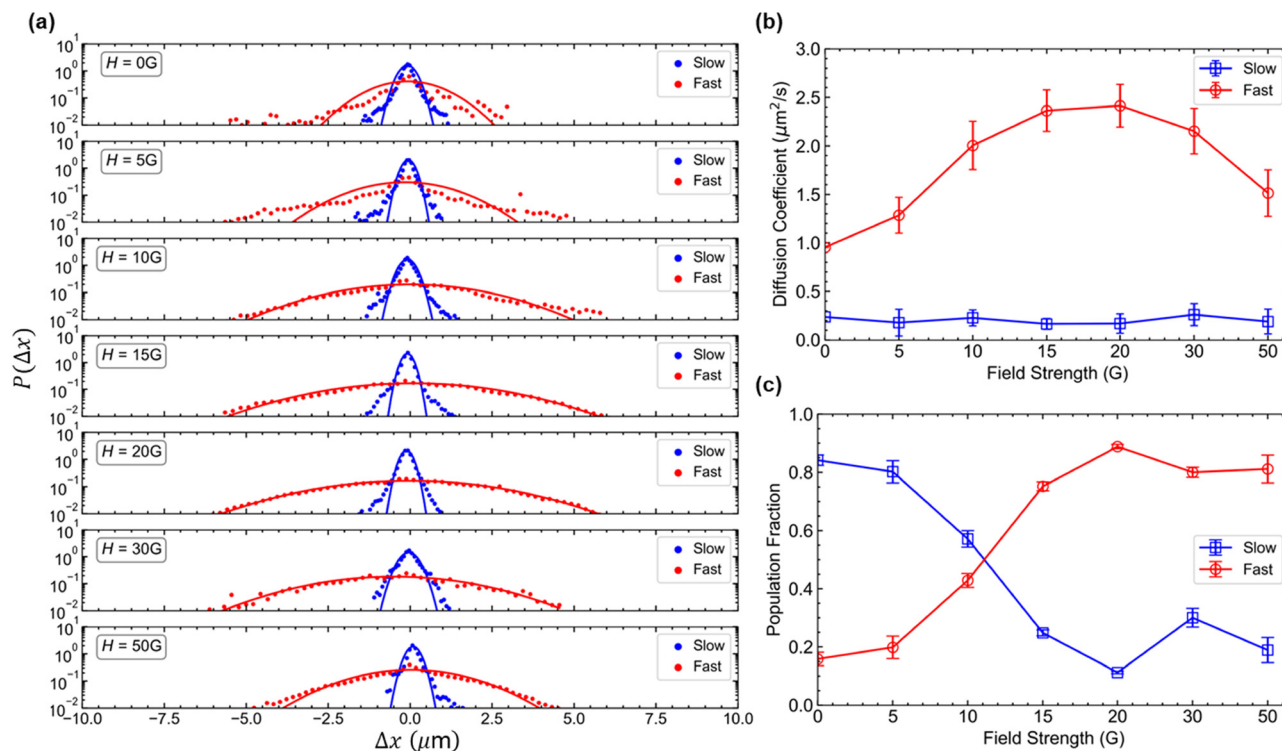 (a)
P(Δx)
10¹
10⁰
10⁻¹
10⁻²
H = 0G
Slow
Fast
10¹
10⁰
10⁻¹
10⁻²
H = 5G
Slow
Fast
10¹
10⁰
10⁻¹
10⁻²
H = 10G
Slow
Fast
10¹
10⁰
10⁻¹
10⁻²
H = 15G
Slow
Fast
10¹
10⁰
10⁻¹
10⁻²
H = 20G
Slow
Fast
10¹
10⁰
10⁻¹
10⁻²
H = 30G
Slow
Fast
10¹
10⁰
10⁻¹
10⁻²
H = 50G
Slow
Fast
−10.0 −7.5 −5.0 −2.5 0.0 2.5 5.0 7.5 10.0
Δx (μm)
(b)
Diffusion Coefficient (μm²/s)
3.0
2.5
2.0
1.5
1.0
0.5
0.0
Slow
Fast
0 5 10 15 20 30 50
Field Strength (G)
(c)
Population Fraction
1.0
0.8
0.6
0.4
0.2
0.0
Slow
Fast
0 5 10 15 20 30 50
Field Strength (G)